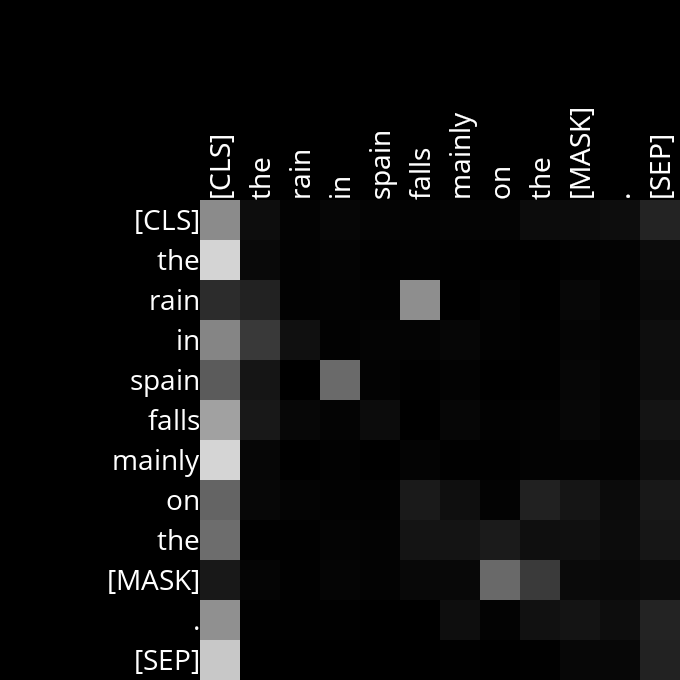 [CLS] the rain in spain falls mainly on the [MASK] . [SEP]
[CLS]
the
rain
in
spain
falls
mainly
on
the
[MASK]
.
[SEP]